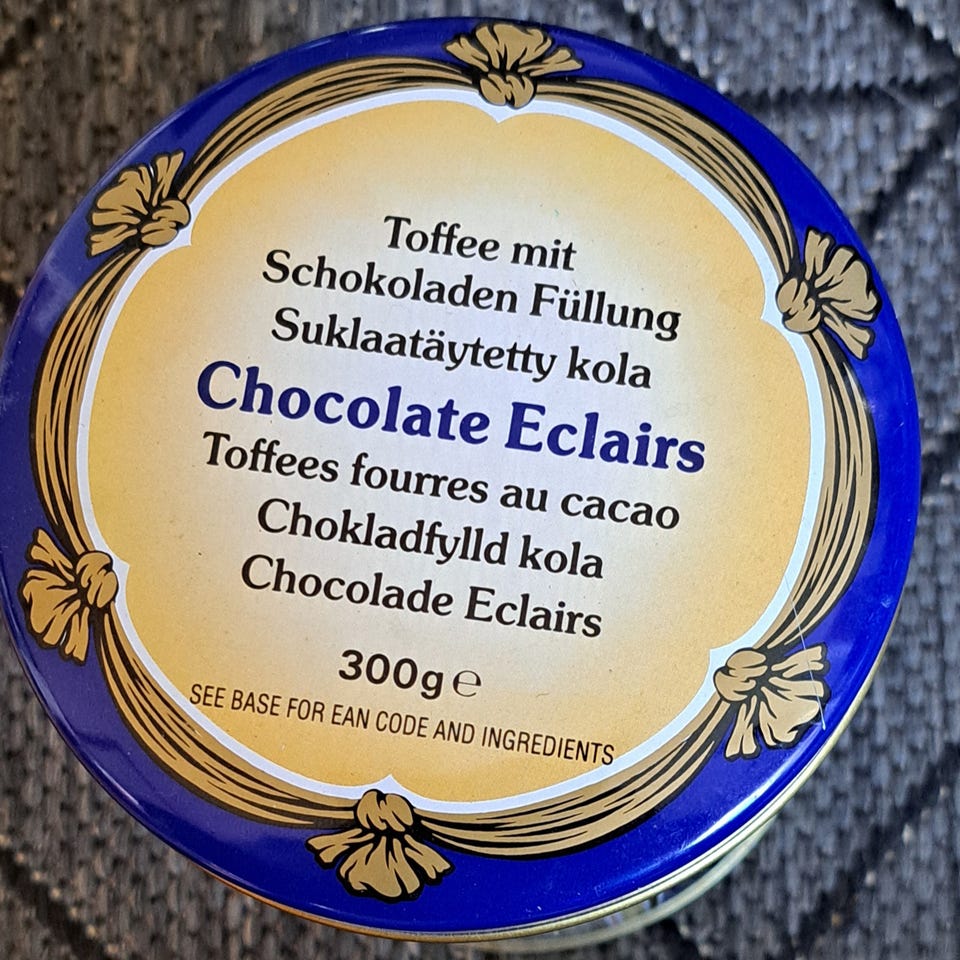 Toffee mit
Schokoladen Füllung
Suklaatäytetty kola
Chocolate Eclairs
Toffees fourres au cacao
Chokladfylld kola
Chocolade Eclairs
300g ℮
SEE BASE FOR EAN CODE AND INGREDIENTS